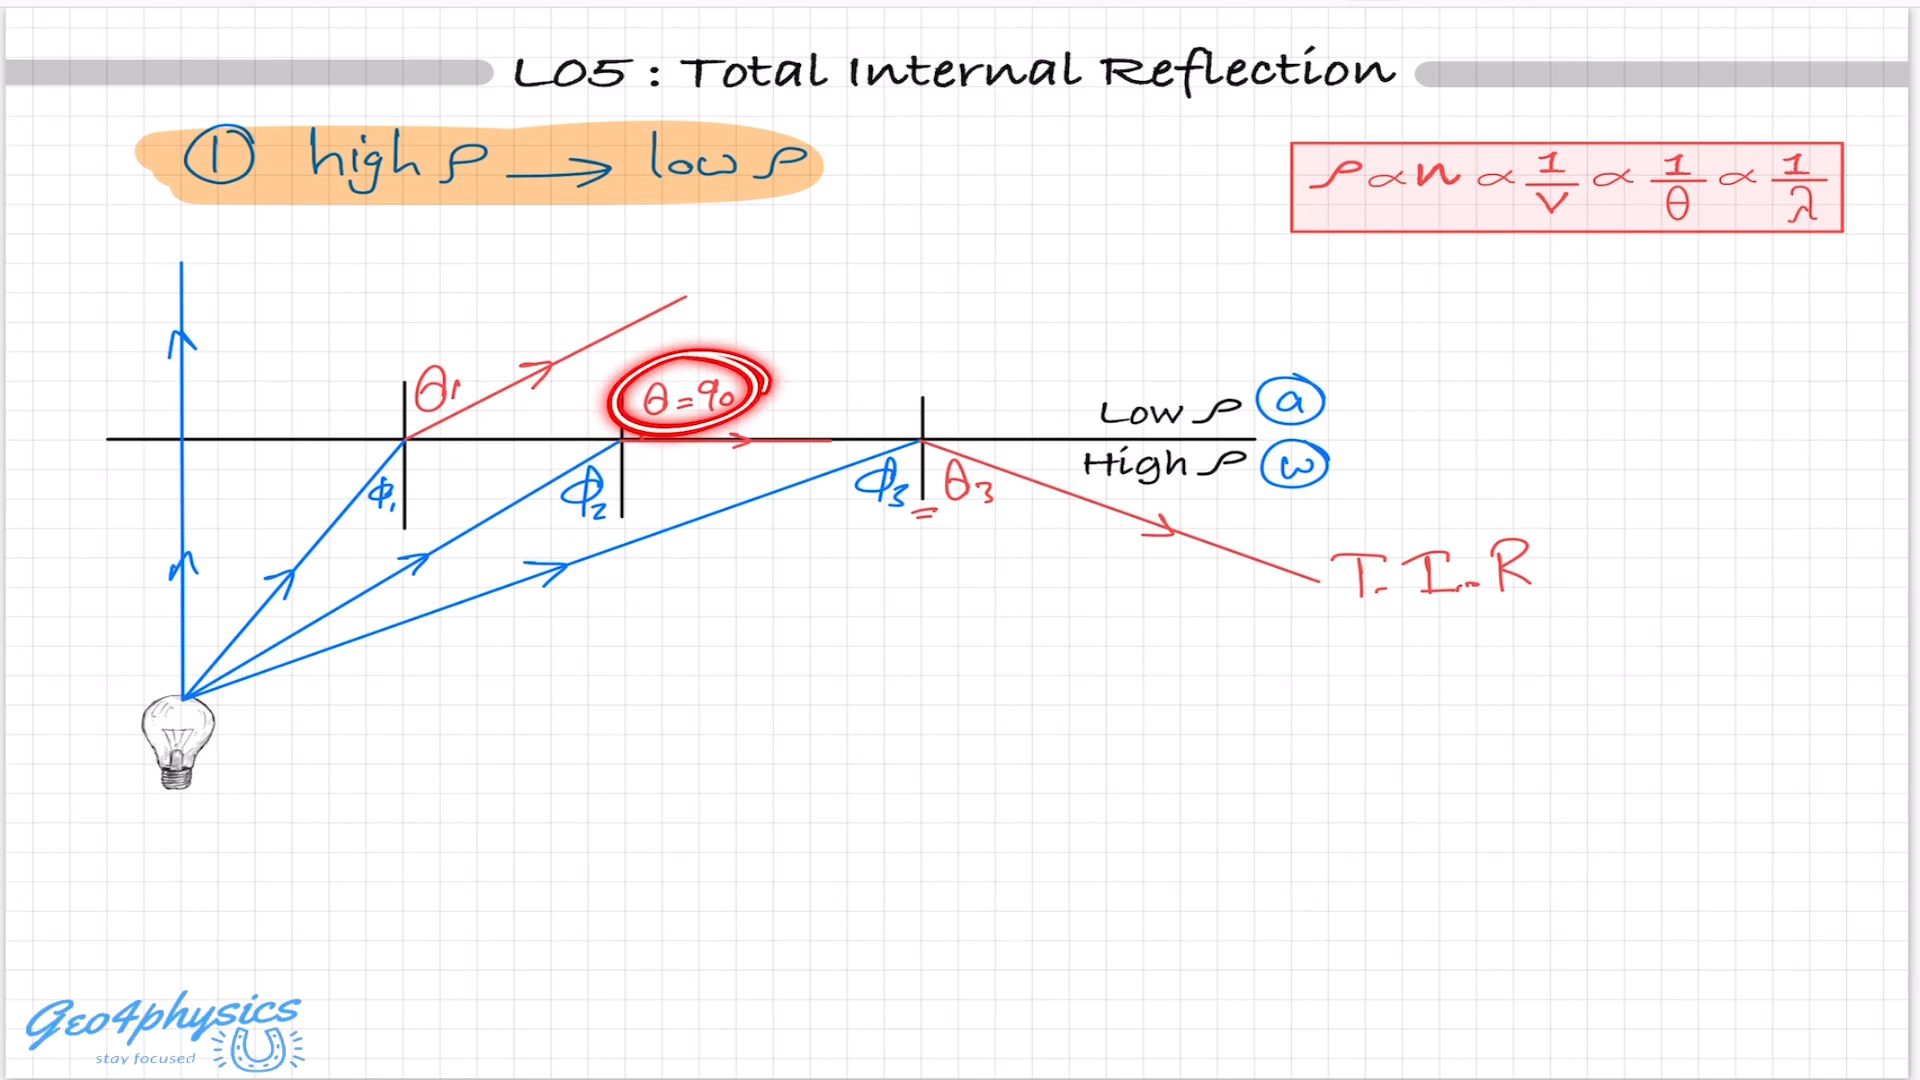 L05 : Total Internal Reflection
① high ρ → low ρ
ρ ∝ n ∝ 1/v ∝ 1/θ ∝ 1/λ
θ1
θ = 90
Low ρ a
High ρ w
ϕ1
ϕ2
ϕ3
θ3
T.I.R
Geo4physics
stay focused